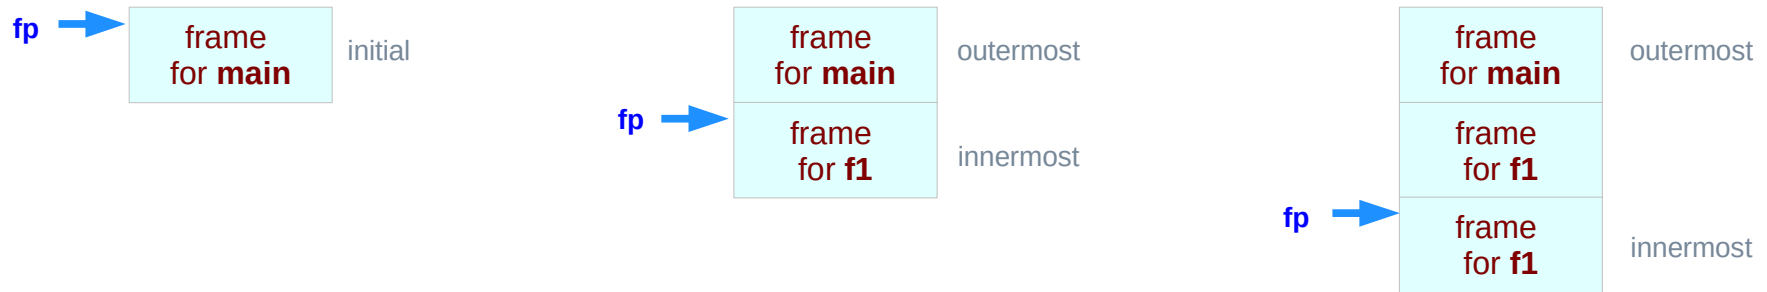 fp
frame
for main
initial
frame
for main
outermost
fp
frame
for f1
innermost
frame
for main
outermost
frame
for f1
fp
frame
for f1
innermost